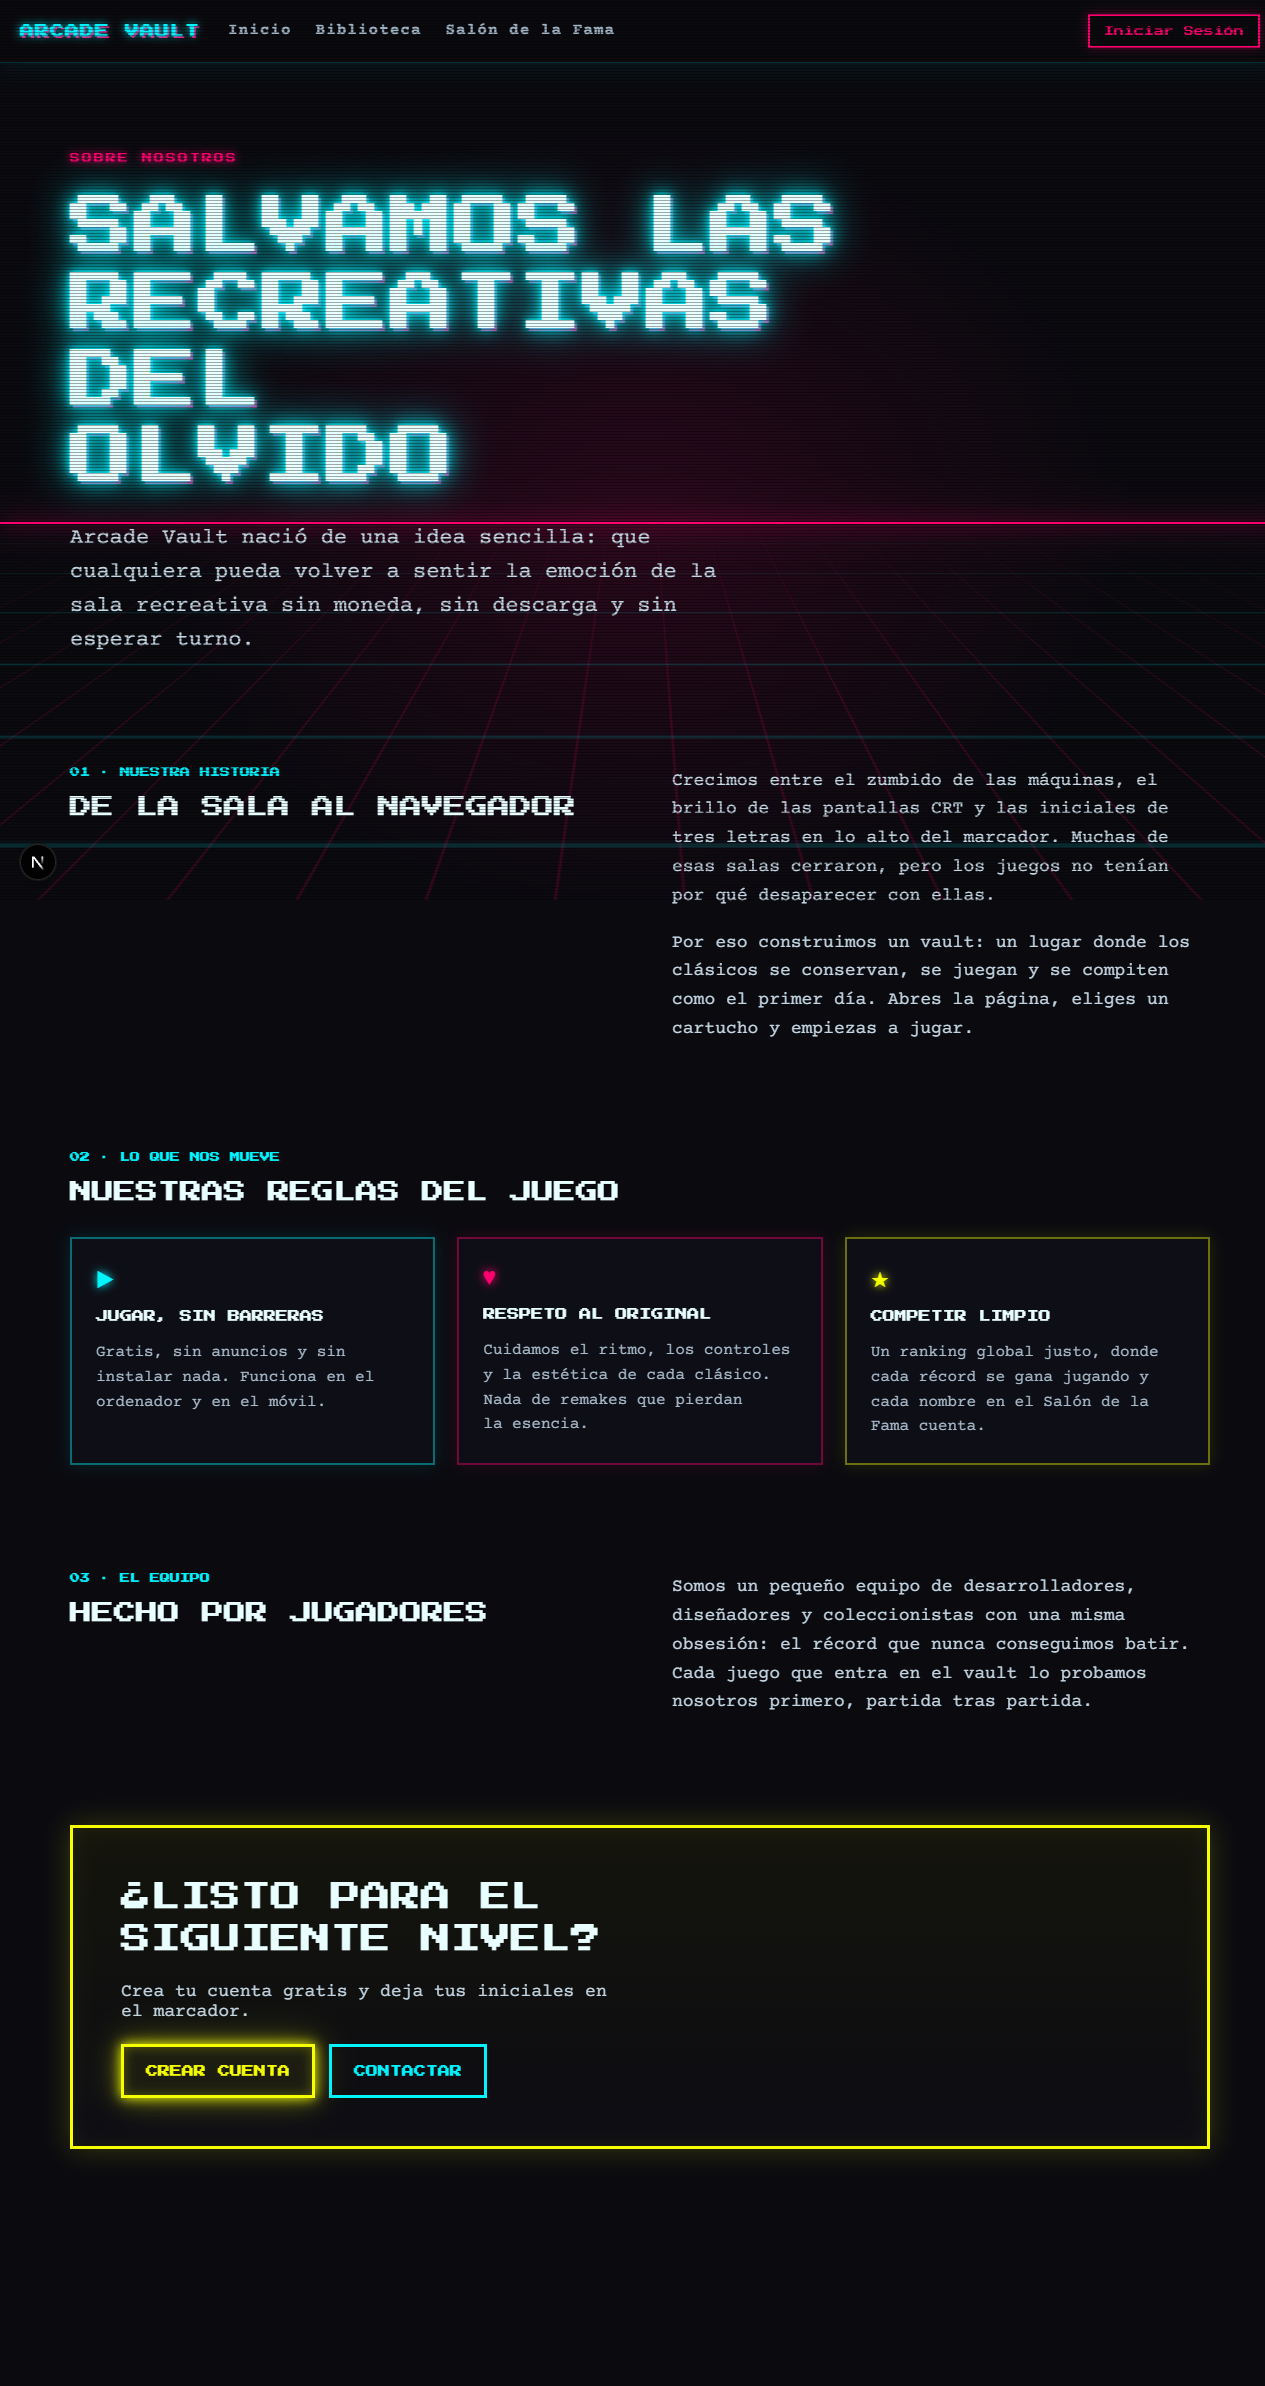 ARCADE VAULT Inicio Biblioteca Salón de la Fama Iniciar Sesión
SOBRE NOSOTROS
SALVAMOS LAS
RECREATIVAS
DEL
OLVIDO
Arcade Vault nació de una idea sencilla: que
cualquiera pueda volver a sentir la emoción de la
sala recreativa sin moneda, sin descarga y sin
esperar turno.
01 · NUESTRA HISTORIA
DE LA SALA AL NAVEGADOR
Crecimos entre el zumbido de las máquinas, el
brillo de las pantallas CRT y las iniciales de
tres letras en lo alto del marcador. Muchas de
esas salas cerraron, pero los juegos no tenían
por qué desaparecer con ellas.
Por eso construimos un vault: un lugar donde los
clásicos se conservan, se juegan y se compiten
como el primer día. Abres la página, eliges un
cartucho y empiezas a jugar.
N
02 · LO QUE NOS MUEVE
NUESTRAS REGLAS DEL JUEGO
JUGAR, SIN BARRERAS
Gratis, sin anuncios y sin
instalar nada. Funciona en el
ordenador y en el móvil.
RESPETO AL ORIGINAL
Cuidamos el ritmo, los controles
y la estética de cada clásico.
Nada de remakes que pierdan
la esencia.
COMPETIR LIMPIO
Un ranking global justo, donde
cada récord se gana jugando y
cada nombre en el Salón de la
Fama cuenta.
03 · EL EQUIPO
HECHO POR JUGADORES
Somos un pequeño equipo de desarrolladores,
diseñadores y coleccionistas con una misma
obsesión: el récord que nunca conseguimos batir.
Cada juego que entra en el vault lo probamos
nosotros primero, partida tras partida.
¿LISTO PARA EL
SIGUIENTE NIVEL?
Crea tu cuenta gratis y deja tus iniciales en
el marcador.
CREAR CUENTA CONTACTAR